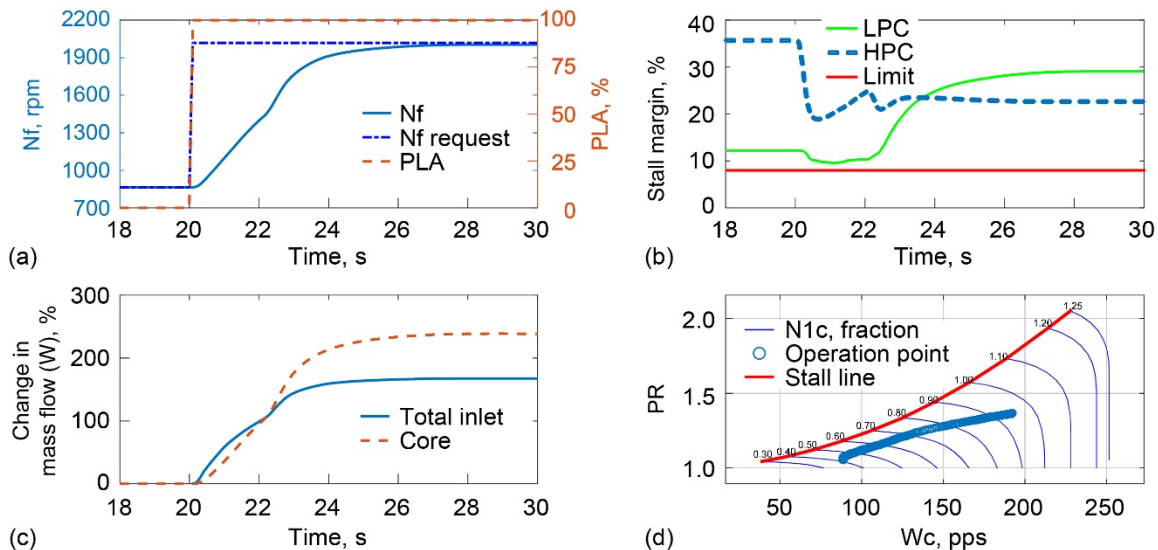 2200
1900
1600
1300
1000
700
Nf, rpm
100
75
50
25
0
PLA, %
Nf
Nf request
PLA
18 20 22 24 26 28 30
Time, s
(a)
40
30
20
10
0
Stall margin, %
LPC
HPC
Limit
18 20 22 24 26 28 30
Time, s
(b)
300
200
100
0
Change in
mass flow (W), %
Total inlet
Core
18 20 22 24 26 28 30
Time, s
(c)
2.0
1.5
1.0
PR
N1c, fraction
Operation point
Stall line
0.30
0.40
0.50
0.60
0.70
0.80
0.90
1.00
1.10
1.20
1.25
50 100 150 200 250
Wc, pps
(d)